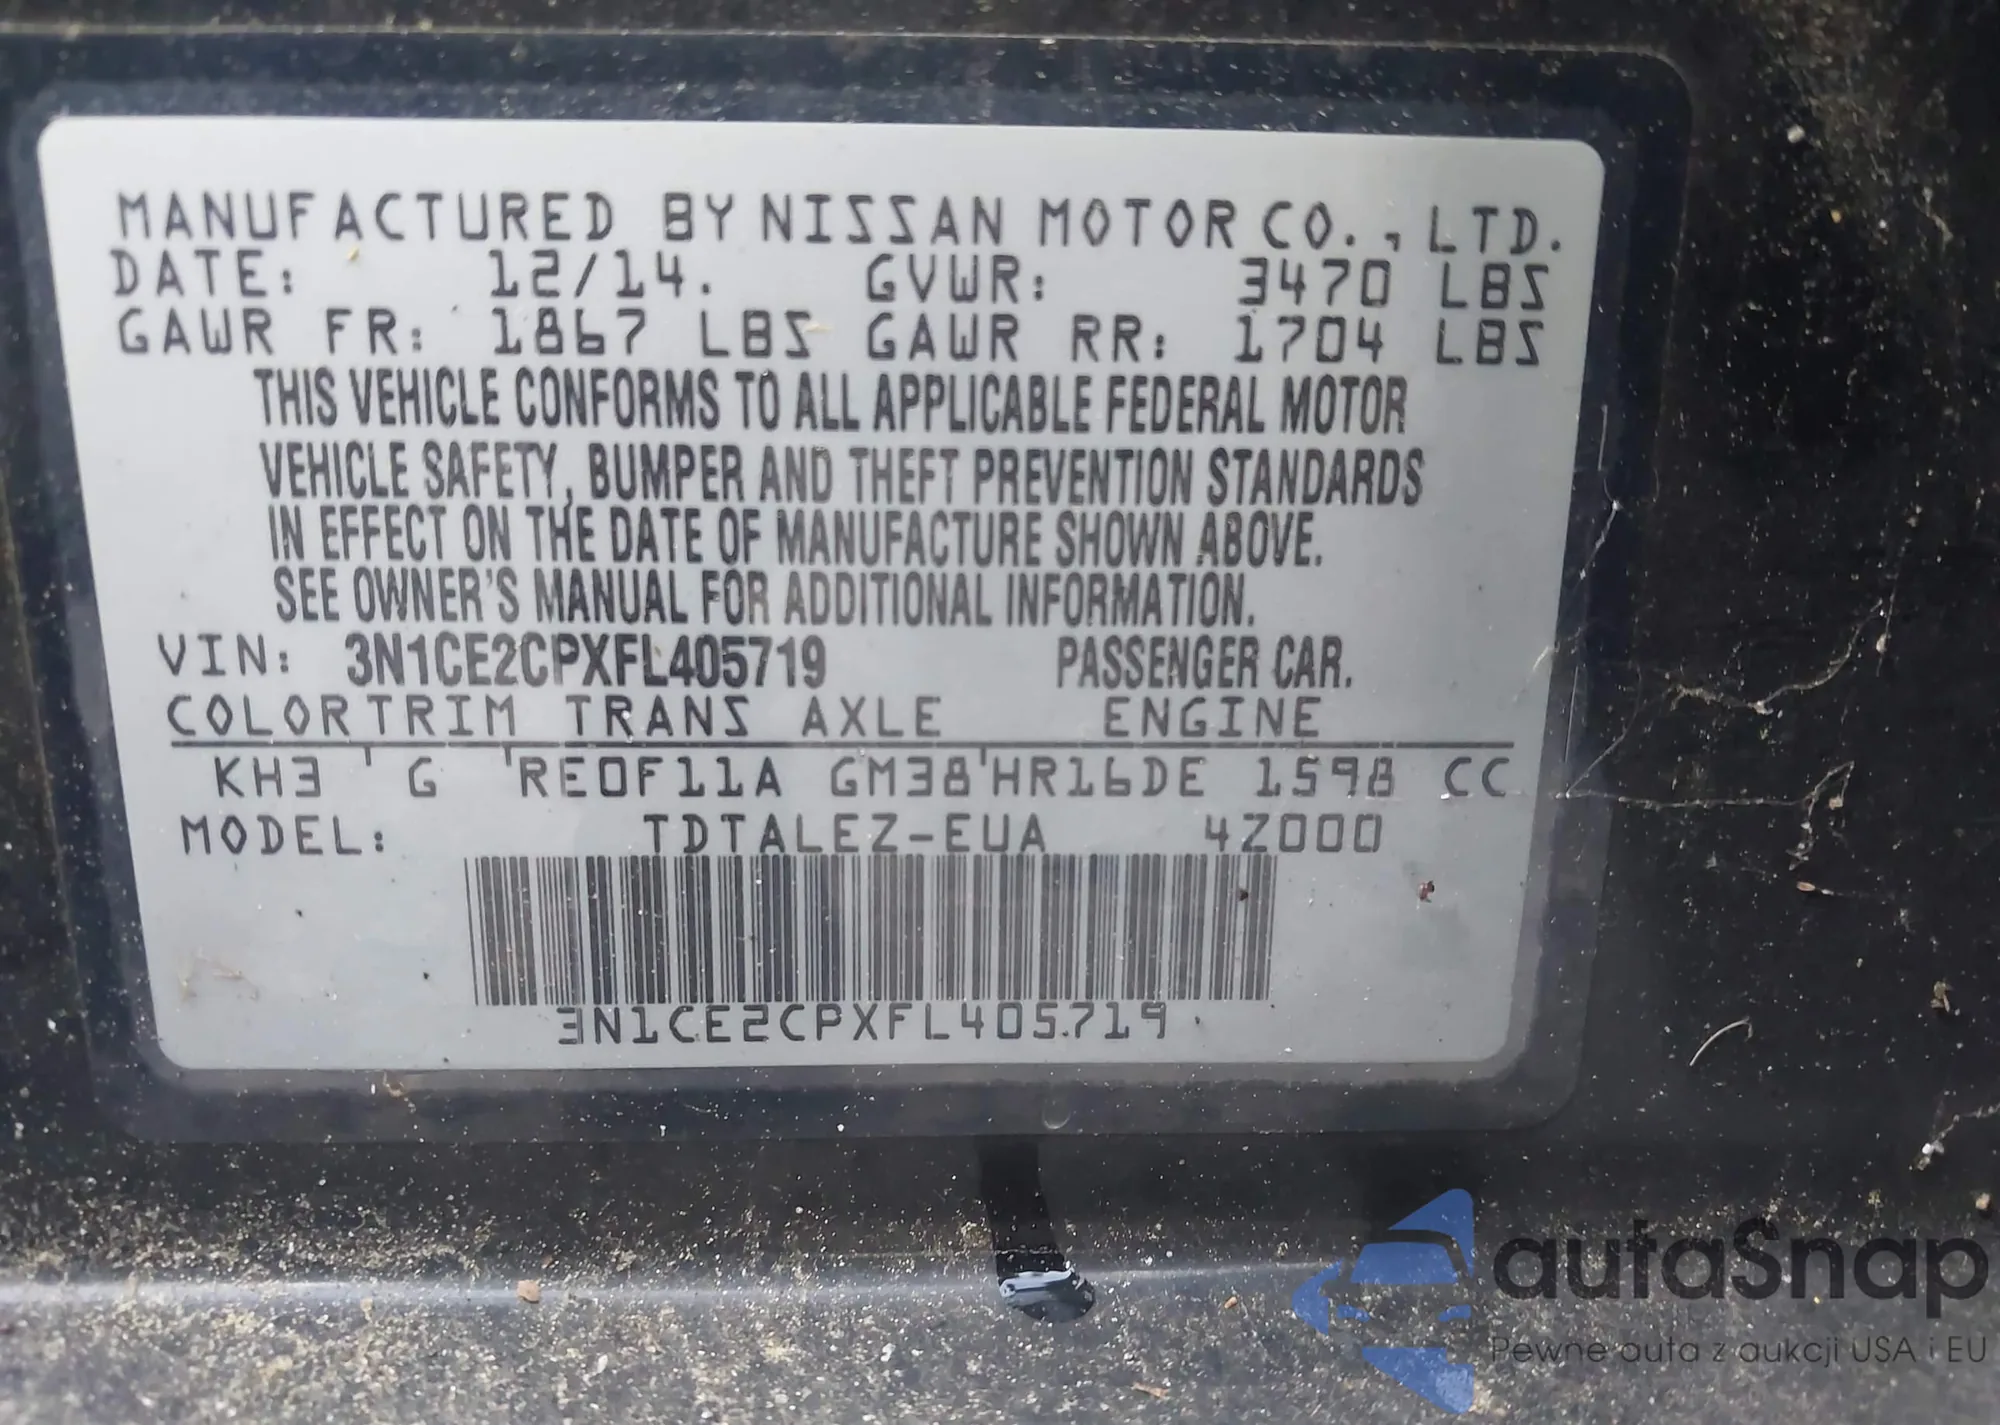 MANUFACTURED BY NISSAN MOTOR CO., LTD.
DATE: 12/14. GVWR: 3470 LBS
GAWR FR: 1867 LBS GAWR RR: 1704 LBS
THIS VEHICLE CONFORMS TO ALL APPLICABLE FEDERAL MOTOR
VEHICLE SAFETY, BUMPER AND THEFT PREVENTION STANDARDS
IN EFFECT ON THE DATE OF MANUFACTURE SHOWN ABOVE.
SEE OWNER'S MANUAL FOR ADDITIONAL INFORMATION.
VIN: 3N1CE2CPXFL405719 PASSENGER CAR.
COLOR TRIM TRANS AXLE ENGINE
KH3 ' G ' RE0F11A GM38 ' HR16DE 1598 CC
MODEL: TDTALEZ-EUA 4Z000
3N1CE2CPXFL405719
autaSnap
Pewne auta z aukcji USA i EU